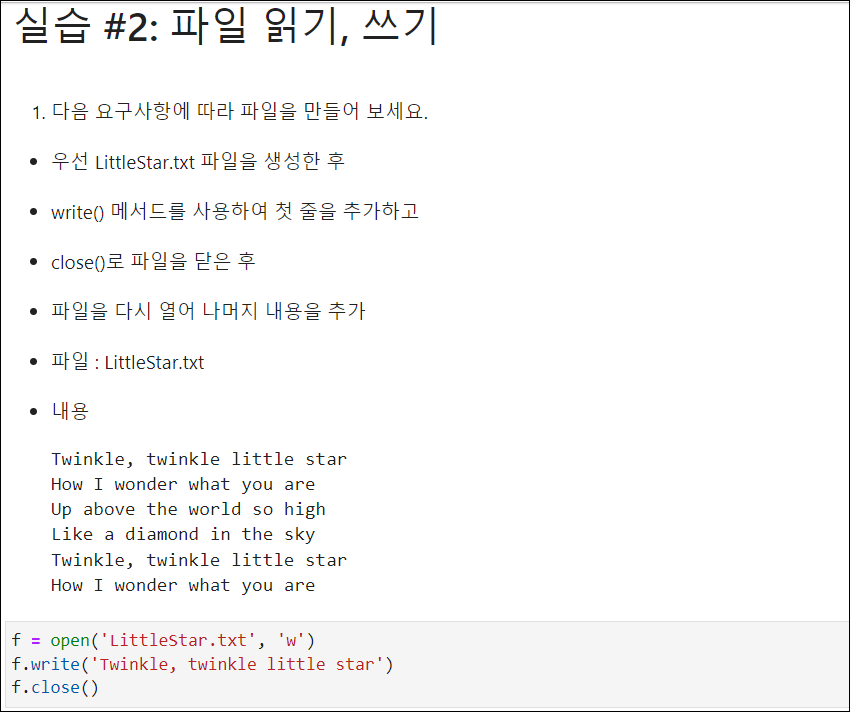 실습 #2: 파일 읽기, 쓰기
1. 다음 요구사항에 따라 파일을 만들어 보세요.
• 우선 LittleStar.txt 파일을 생성한 후
• write() 메서드를 사용하여 첫 줄을 추가하고
• close()로 파일을 닫은 후
• 파일을 다시 열어 나머지 내용을 추가
• 파일 : LittleStar.txt
• 내용
Twinkle, twinkle little star
How I wonder what you are
Up above the world so high
Like a diamond in the sky
Twinkle, twinkle little star
How I wonder what you are
f = open('LittleStar.txt', 'w')
f.write('Twinkle, twinkle little star')
f.close()